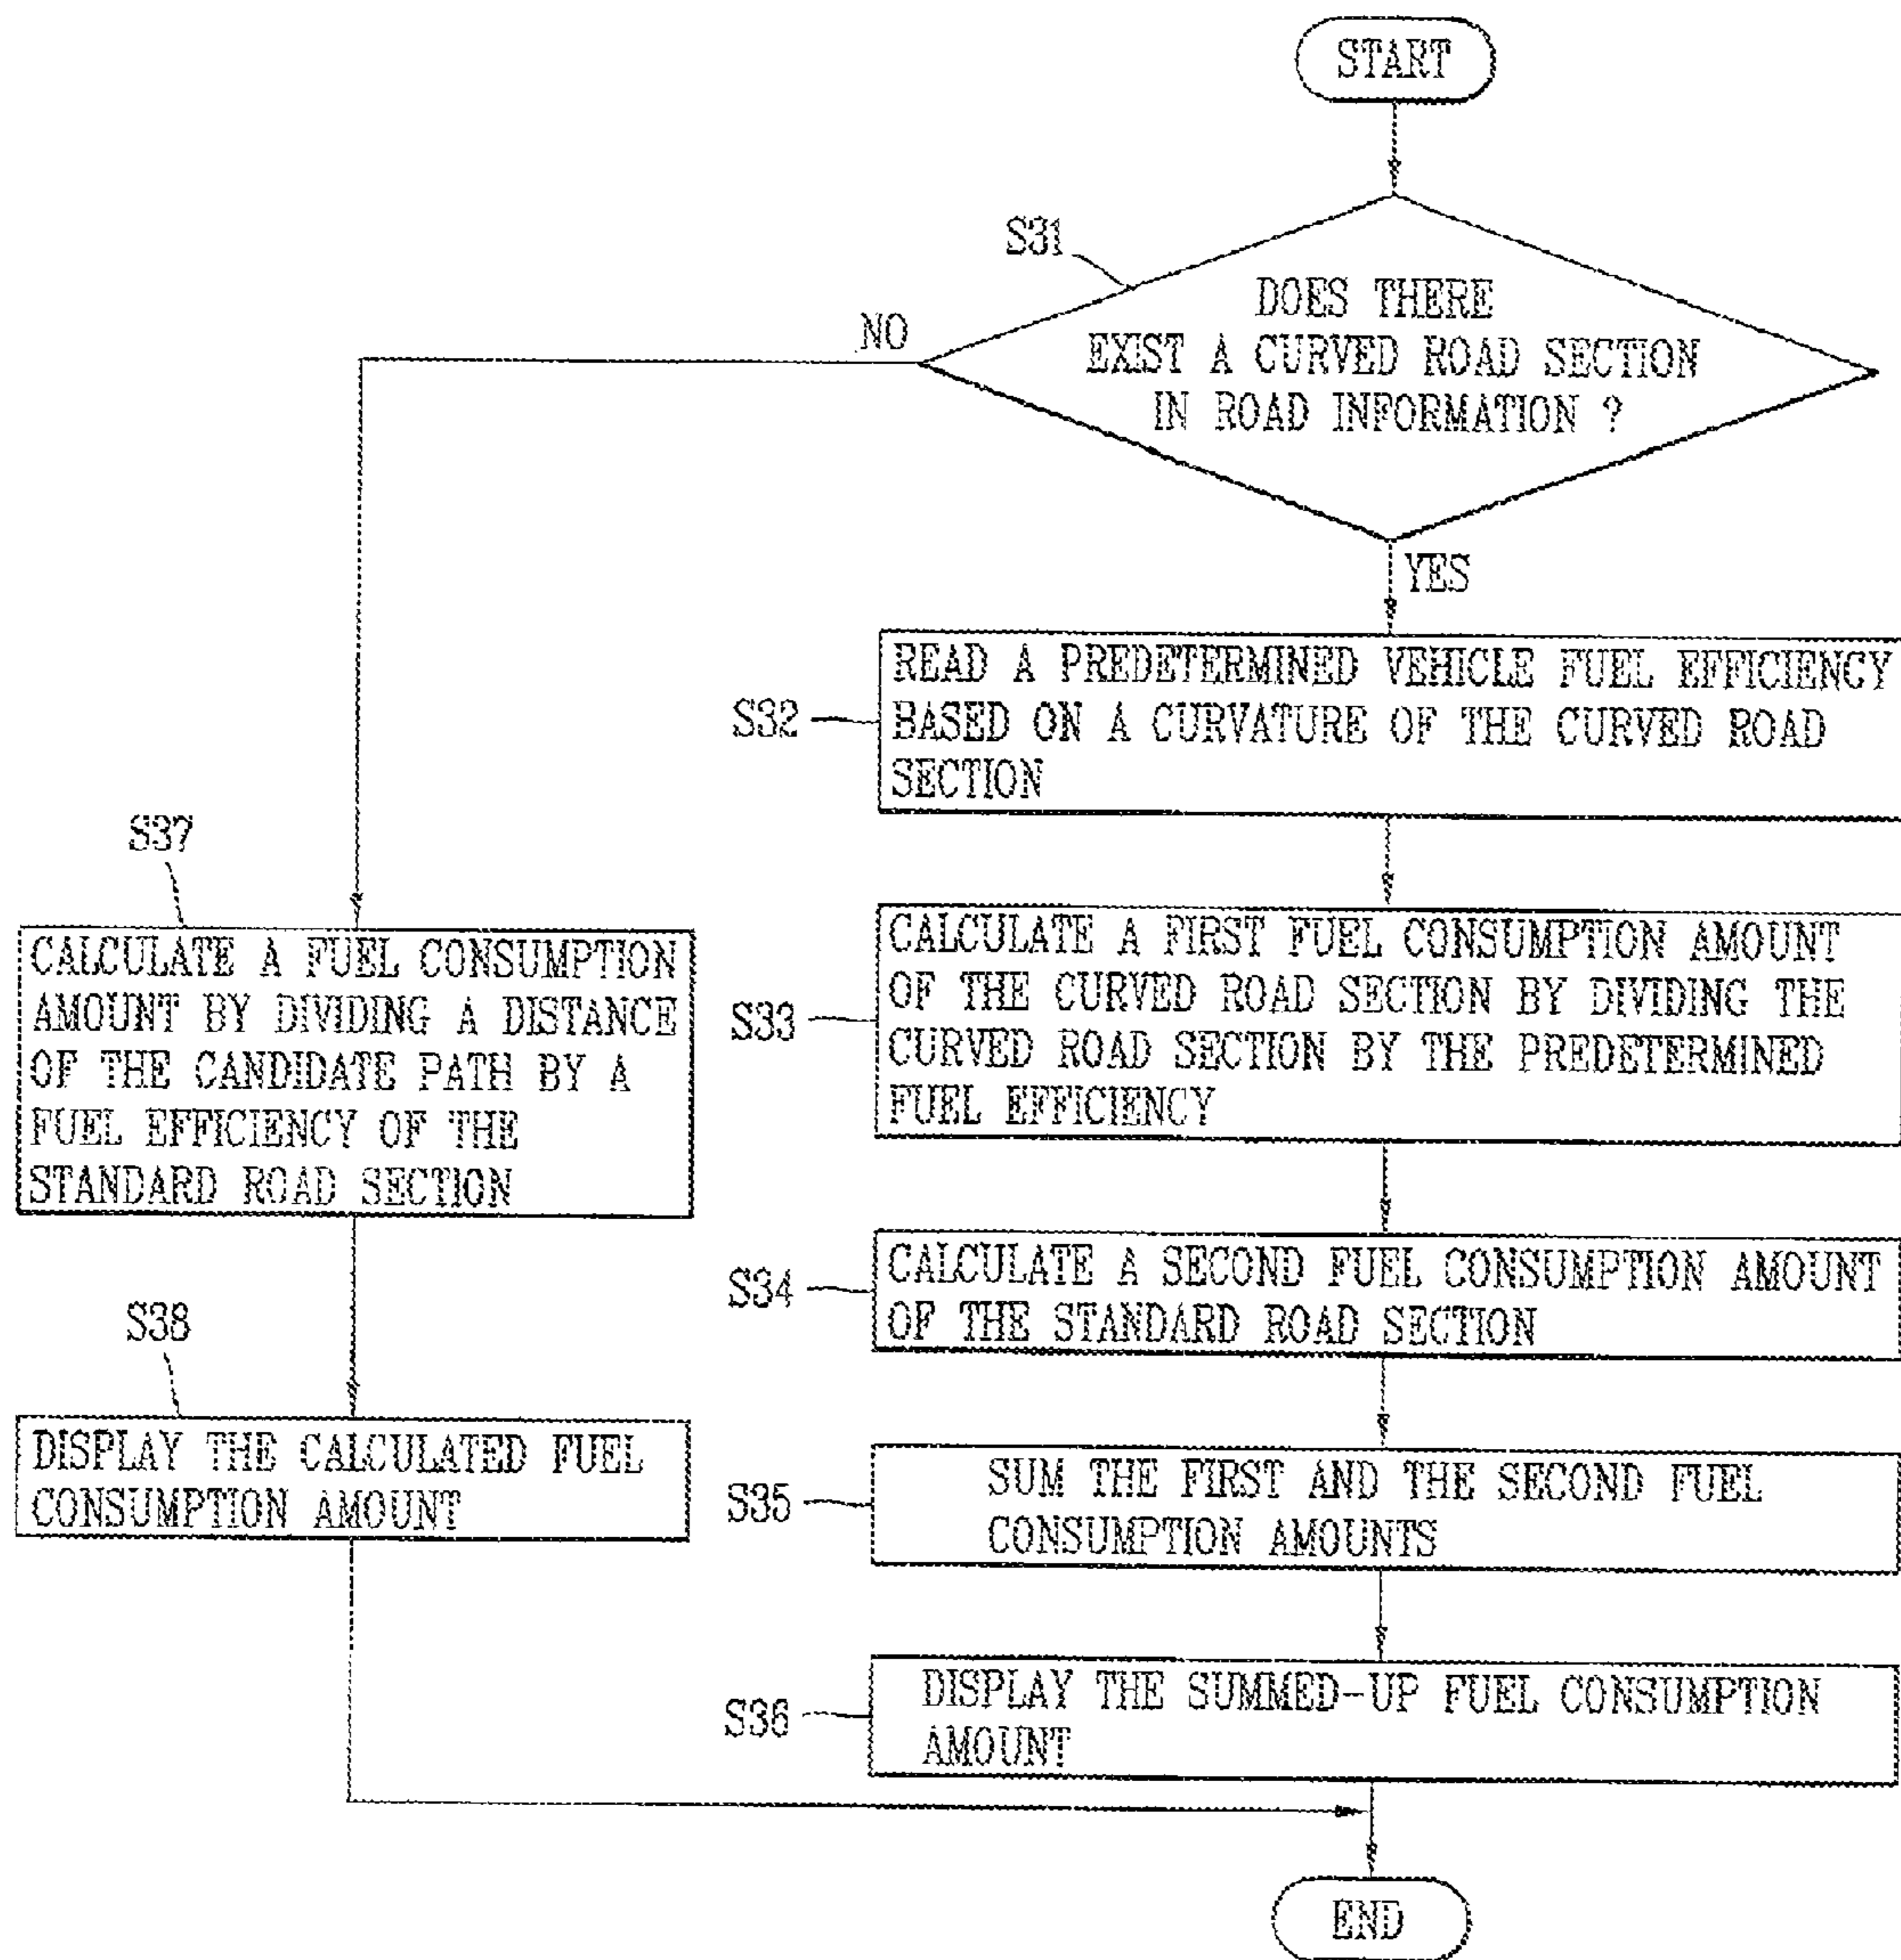 START
S31
DOES THERE
EXIST A CURVED ROAD SECTION
IN ROAD INFORMATION ?
NO
YES
S32
READ A PREDETERMINED VEHICLE FUEL EFFICIENCY
BASED ON A CURVATURE OF THE CURVED ROAD
SECTION
S33
CALCULATE A FIRST FUEL CONSUMPTION AMOUNT
OF THE CURVED ROAD SECTION BY DIVIDING THE
CURVED ROAD SECTION BY THE PREDETERMINED
FUEL EFFICIENCY
S34
CALCULATE A SECOND FUEL CONSUMPTION AMOUNT
OF THE STANDARD ROAD SECTION
S35
SUM THE FIRST AND THE SECOND FUEL
CONSUMPTION AMOUNTS
S36
DISPLAY THE SUMMED-UP FUEL CONSUMPTION
AMOUNT
S37
CALCULATE A FUEL CONSUMPTION
AMOUNT BY DIVIDING A DISTANCE
OF THE CANDIDATE PATH BY A
FUEL EFFICIENCY OF THE
STANDARD ROAD SECTION
S38
DISPLAY THE CALCULATED FUEL
CONSUMPTION AMOUNT
END